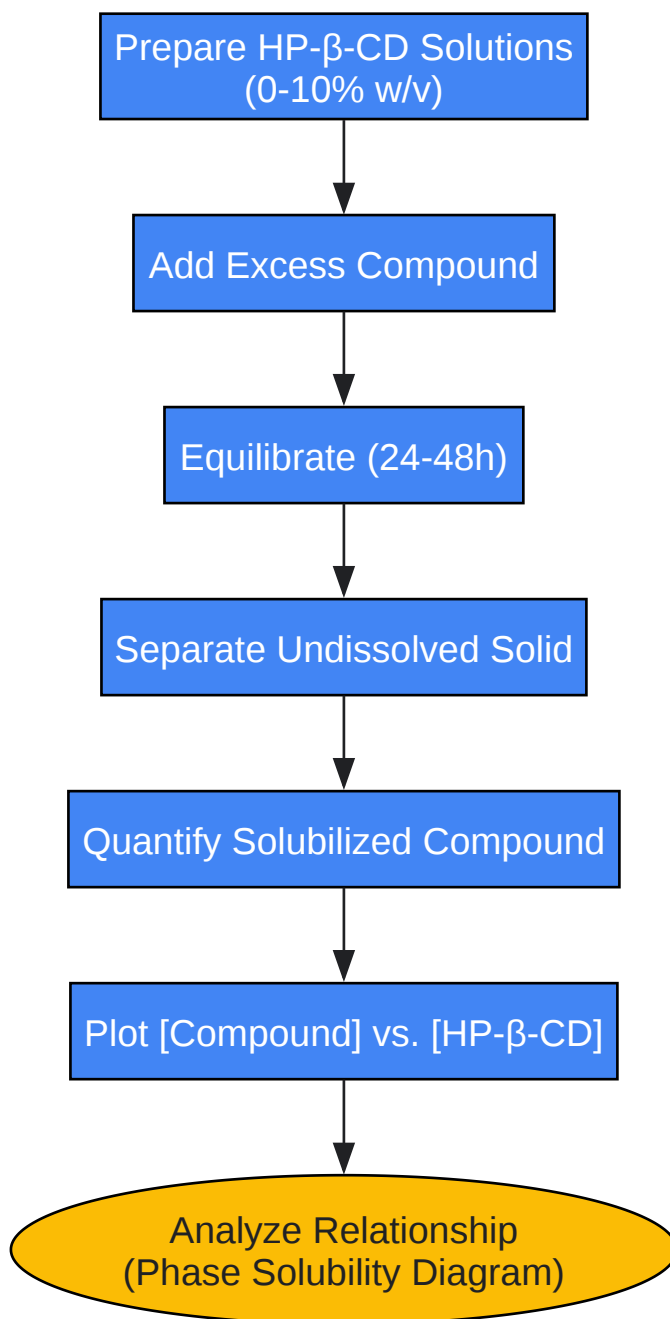 Prepare HP-β-CD Solutions
(0-10% w/v)
Add Excess Compound
Equilibrate (24-48h)
Separate Undissolved Solid
Quantify Solubilized Compound
Plot [Compound] vs. [HP-β-CD]
Analyze Relationship
(Phase Solubility Diagram)